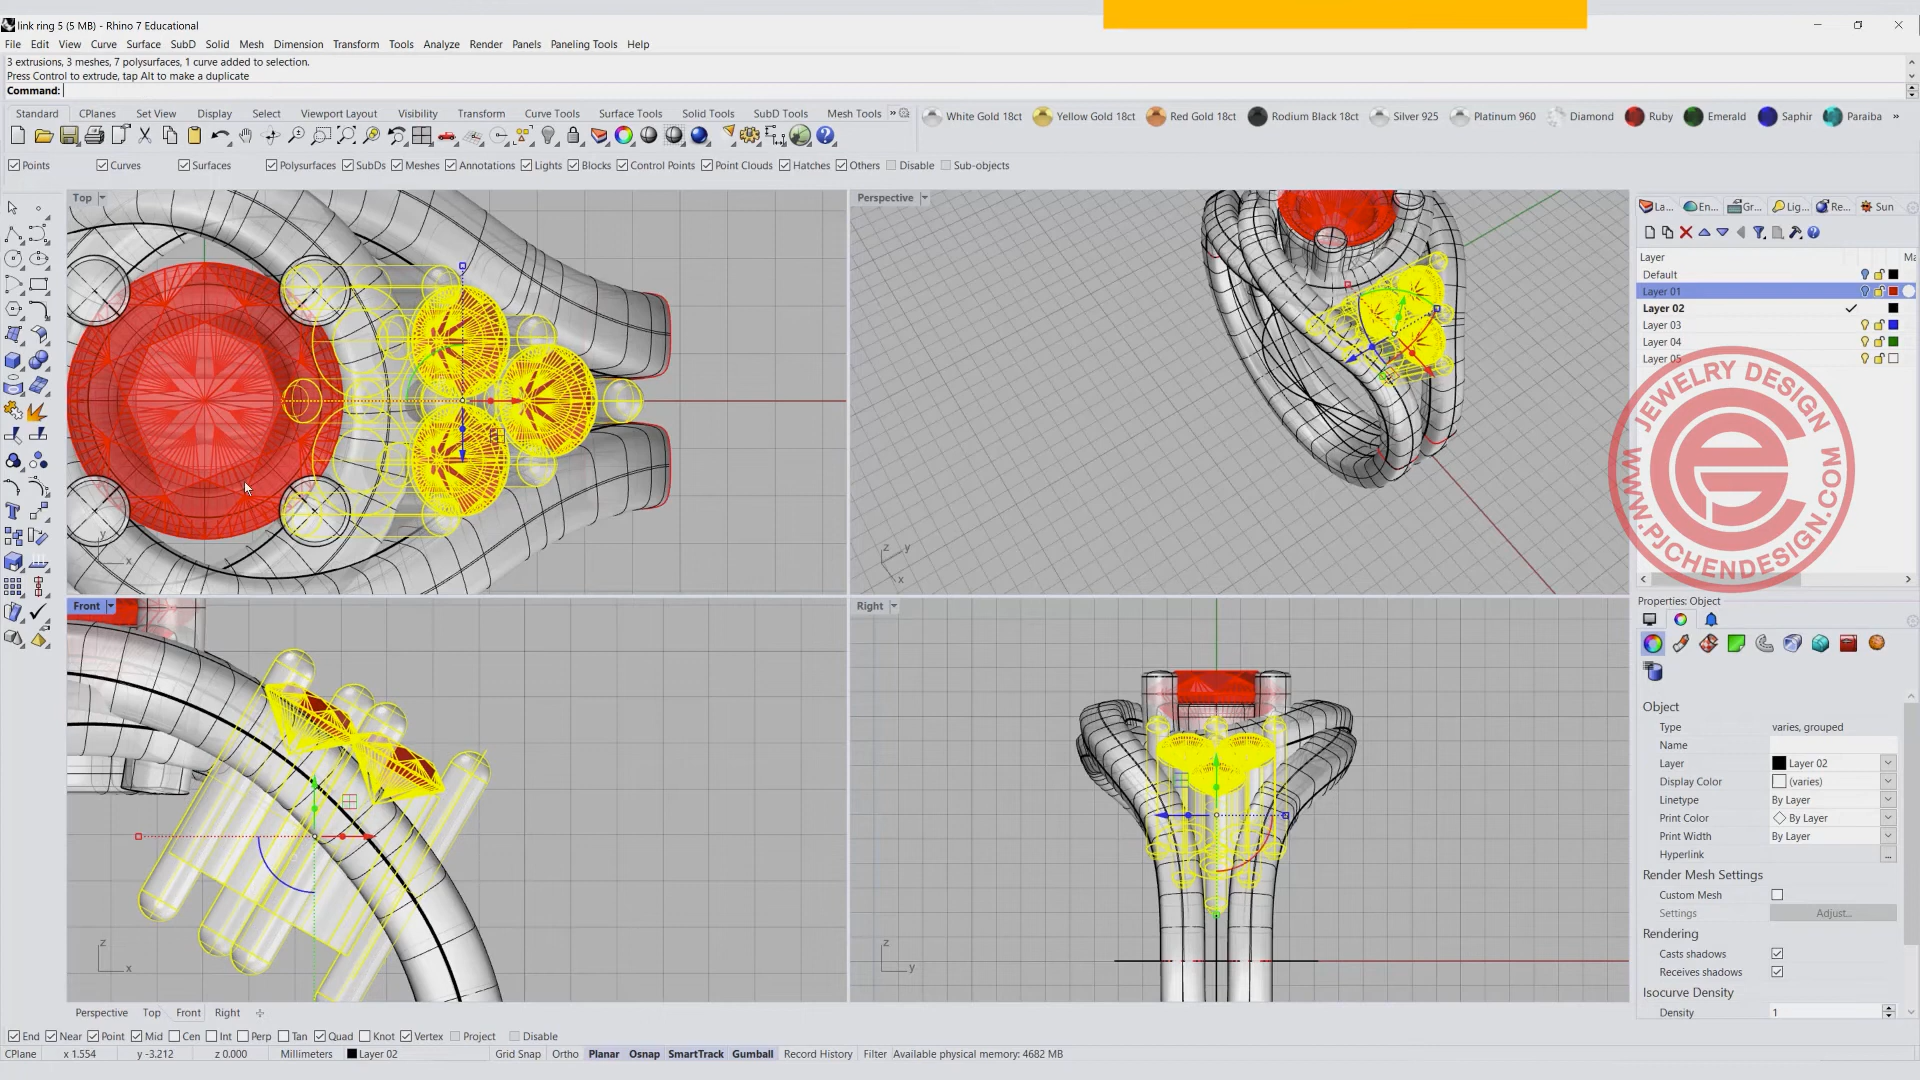 link ring 5 (5 MB) - Rhino 7 Educational
File Edit View Curve Surface SubD Solid Mesh Dimension Transform Tools Analyze Render Panels Paneling Tools Help
3 extrusions, 3 meshes, 7 polysurfaces, 1 curve added to selection.
Press Control to extrude, tap Alt to make a duplicate
Command:
Standard CPlanes Set View Display Select Viewport Layout Visibility Transform Curve Tools Surface Tools Solid Tools SubD Tools Mesh Tools »
White Gold 18ct Yellow Gold 18ct Red Gold 18ct Rodium Black 18ct Silver 925 Platinum 960 Diamond Ruby Emerald Saphir Paraiba »
Points Curves Surfaces Polysurfaces SubDs Meshes Annotations Lights Blocks Control Points Point Clouds Hatches Others Disable Sub-objects
Top
Perspective
La... En... Gr... Lig... Re... Sun
Layer Ma
Default
Layer 01
Layer 02
Layer 03
Layer 04
Layer 05
JEWELRY DESIGN
WWW.PJCHENDESIGN.COM
y x
z y x
Front
Right
z x
z y
Properties: Object
Object
Type varies, grouped
Name
Layer Layer 02
Display Color (varies)
Linetype By Layer
Print Color By Layer
Print Width By Layer
Hyperlink ...
Render Mesh Settings
Custom Mesh
Settings Adjust...
Rendering
Casts shadows
Receives shadows
Isocurve Density
Density 1
Perspective Top Front Right
End Near Point Mid Cen Int Perp Tan Quad Knot Vertex Project Disable
CPlane x 1.554 y -3.212 z 0.000 Millimeters Layer 02 Grid Snap Ortho Planar Osnap SmartTrack Gumball Record History Filter Available physical memory: 4682 MB